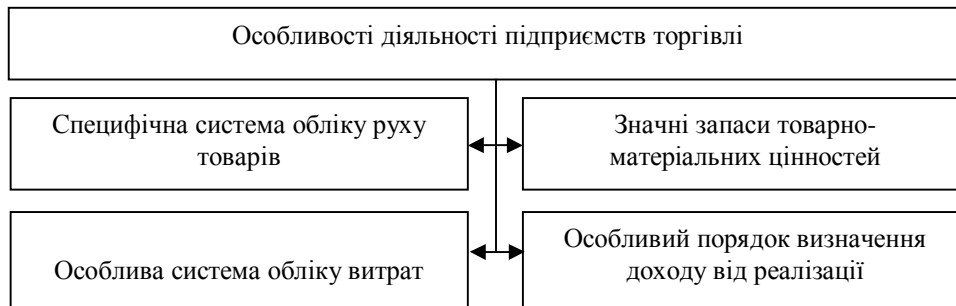 Особливості діяльності підприємств торгівлі
Специфічна система обліку руху
товарів
Значні запаси товарно-
матеріальних цінностей
Особлива система обліку витрат
Особливий порядок визначення
доходу від реалізації